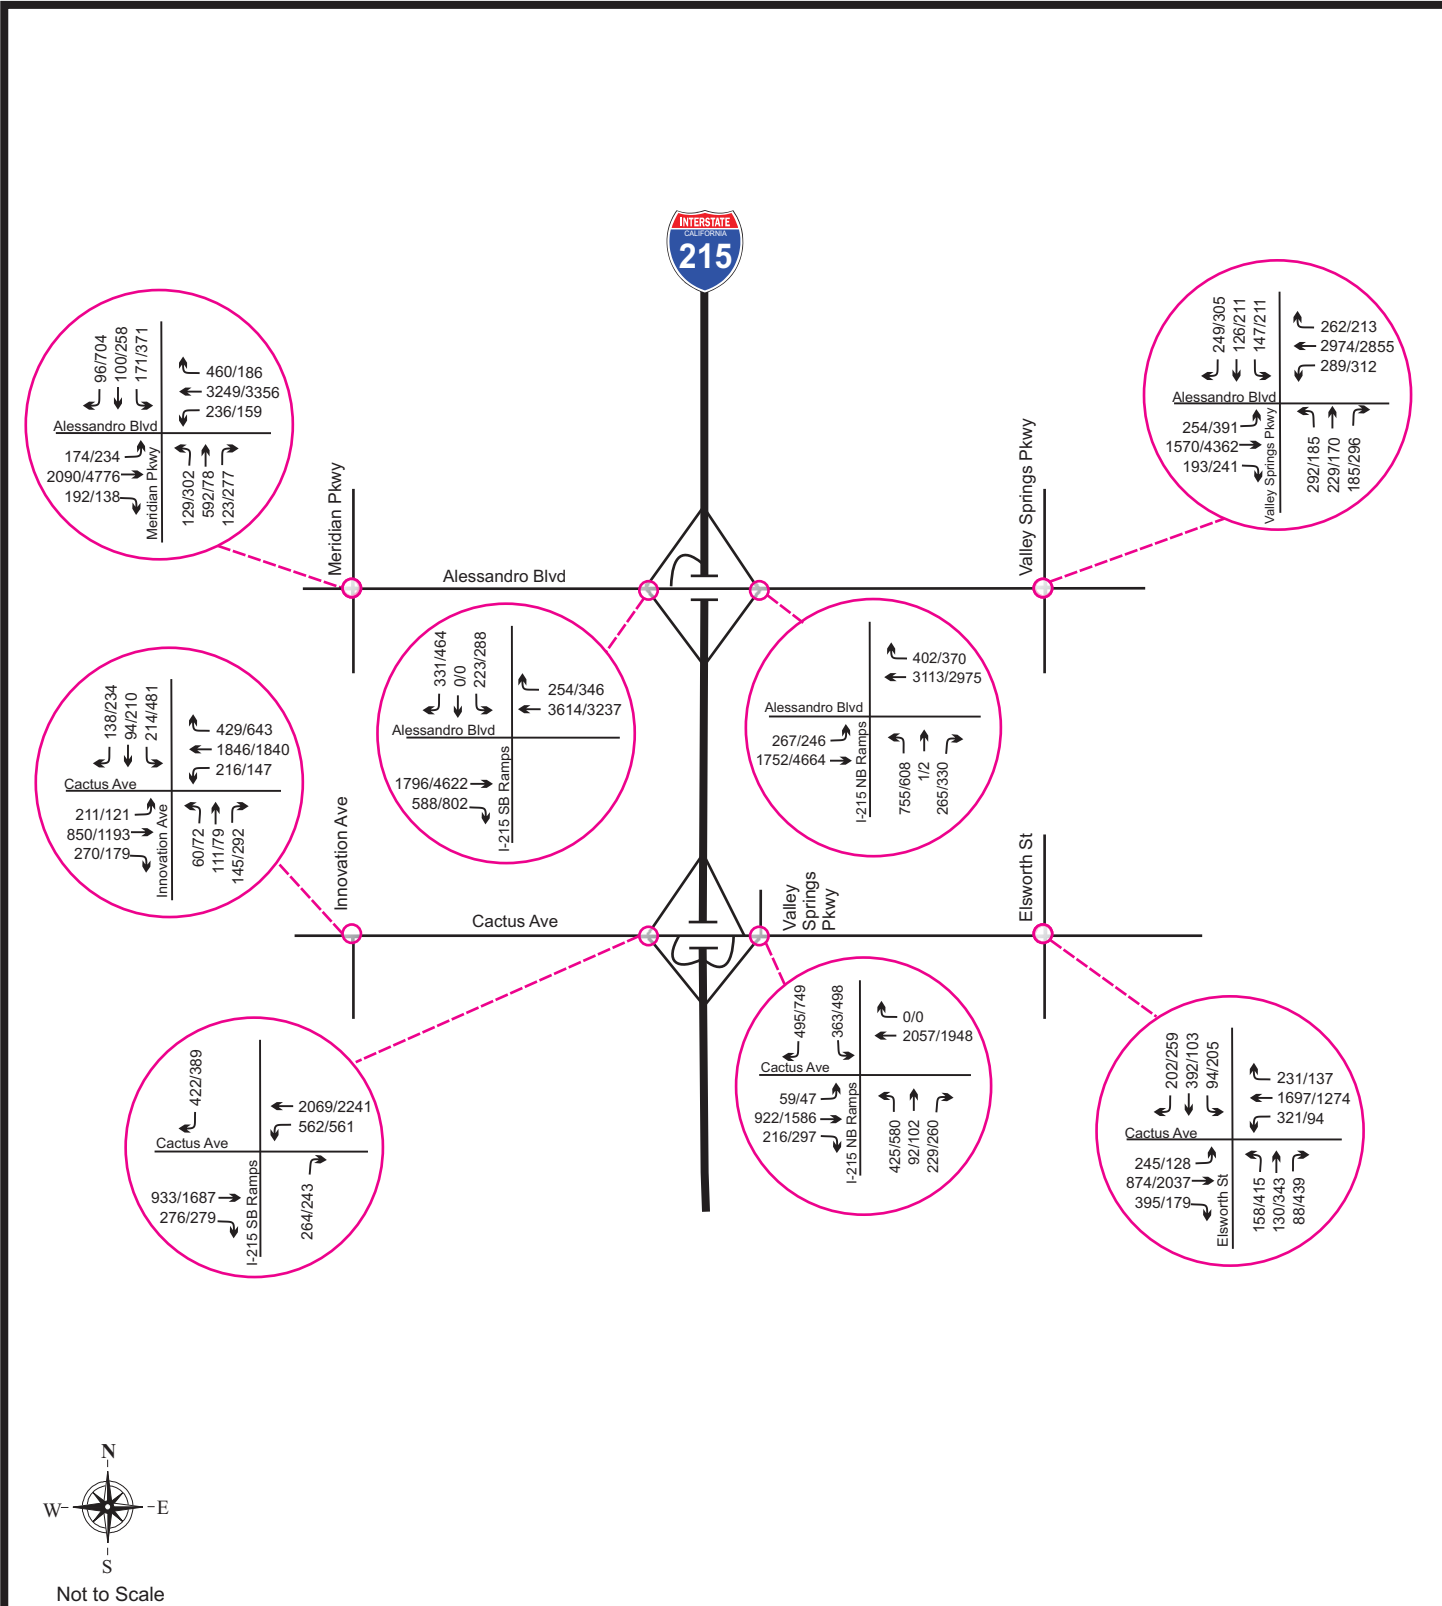 INTERSTATE
CALIFORNIA
215
96/704
100/258
171/371
460/186
3249/3356
236/159
Alessandro Blvd
174/234
2090/4776
192/138
Meridian Pkwy
129/302
592/78
123/277
249/305
126/211
147/211
262/213
2974/2855
289/312
Alessandro Blvd
254/391
1570/4362
193/241
Valley Springs Pkwy
292/185
229/170
185/296
Meridian Pkwy
Alessandro Blvd
Valley Springs Pkwy
331/464
0/0
223/288
254/346
3614/3237
Alessandro Blvd
1796/4622
588/802
I-215 SB Ramps
402/370
3113/2975
Alessandro Blvd
267/246
1752/4664
I-215 NB Ramps
755/608
1/2
265/330
138/234
94/210
214/481
429/643
1846/1840
216/147
Cactus Ave
211/121
850/1193
270/179
Innovation Ave
60/72
111/79
145/292
Innovation Ave
Cactus Ave
Valley
Springs
Pkwy
Elsworth St
422/389
2069/2241
562/561
Cactus Ave
933/1687
276/279
I-215 SB Ramps
264/243
495/749
363/498
0/0
2057/1948
Cactus Ave
59/47
922/1586
216/297
I-215 NB Ramps
425/580
92/102
229/260
202/259
392/103
94/205
231/137
1697/1274
321/94
Cactus Ave
245/128
874/2037
395/179
Elsworth St
158/415
130/343
88/439
N
W
E
S
Not to Scale